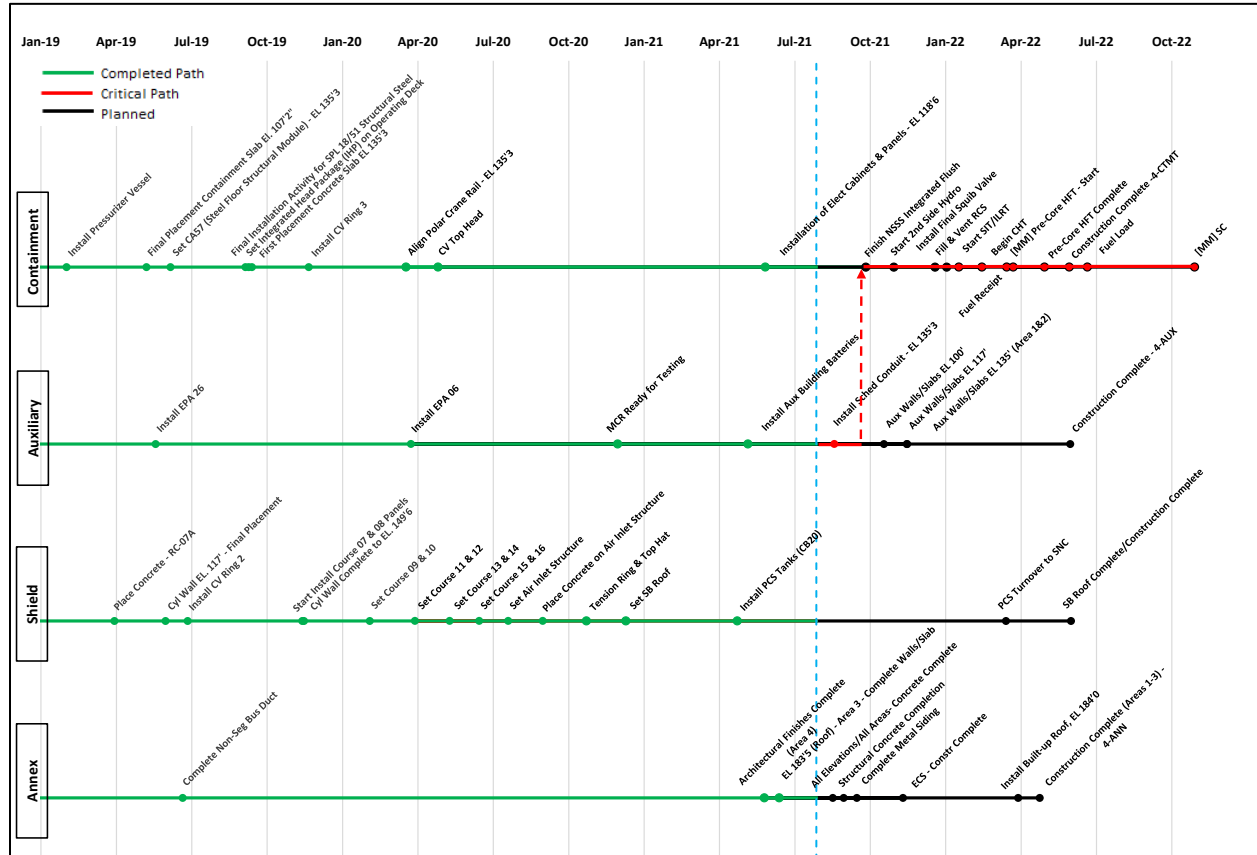 Jan-19 Apr-19 Jul-19 Oct-19 Jan-20 Apr-20 Jul-20 Oct-20 Jan-21 Apr-21 Jul-21 Oct-21 Jan-22 Apr-22 Jul-22 Oct-22
Completed Path
Critical Path
Planned
Containment
Install Pressurizer Vessel
Final Placement Containment Slab El. 107'2"
Set CA57 (Steel Floor Structural Module) - EL 135'3
Final Installation Activity for SPL 18/51 Structural Steel
Set Integrated Head Package (IHP) on Operating Deck
First Placement Concrete Slab EL 135'3
Install CV Ring 3
Align Polar Crane Rail - EL 135'3
CV Top Head
Installation of Elect Cabinets & Panels - EL 118'6
Finish NSSS Integrated Flush
Start 2nd Side Hydro
Install Final Squib Valve
Fill & Vent RCS
Start SIT/ILRT
Begin CHT
Fuel Receipt
[MM] Pre-Core HFT - Start
Pre-Core HFT Complete
Construction Complete -4-CTMT
Fuel Load
[MM] SC
Auxiliary
Install EPA 26
Install EPA 06
MCR Ready for Testing
Install Aux Building Batteries
Install Sched Conduit - EL 135'3
Aux Walls/Slabs EL 100'
Aux Walls/Slabs EL 117'
Aux Walls/Slabs EL 135' (Area 1&2)
Construction Complete - 4-AUX
Shield
Place Concrete - RC-07A
Cyl Wall EL. 117' - Final Placement
Install CV Ring 2
Start Install Course 07 & 08 Panels
Cyl Wall Complete to EL 149'6
Set Course 09 & 10
Set Course 11 & 12
Set Course 13 & 14
Set Course 15 & 16
Set Air Inlet Structure
Place Concrete on Air Inlet Structure
Tension Ring & Top Hat
Set SB Roof
Install PCS Tanks (CB20)
PCS Turnover to SNC
SB Roof Complete/Construction Complete
Annex
Complete Non-Seg Bus Duct
Architectural Finishes Complete
(Area 4)
EL 183'5 (Roof) - Area 3 - Complete Walls/Slab
All Elevations/All Areas- Concrete Complete
Structural Concrete Completion
Complete Metal Siding
ECS - Constr Complete
Install Built-up Roof, EL 184'0
Construction Complete (Areas 1-3) -
4-ANN